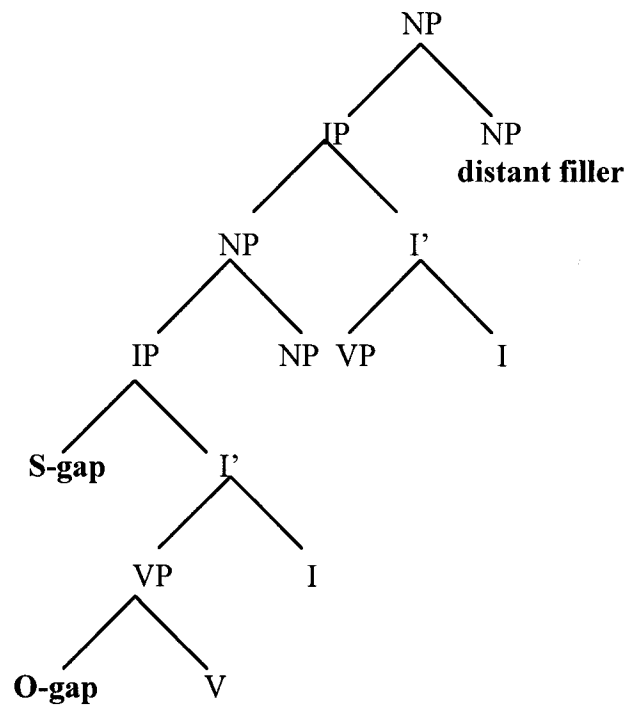 NP
IP NP
distant filler
NP I’
IP NP VP I
S-gap I’
VP I
O-gap V